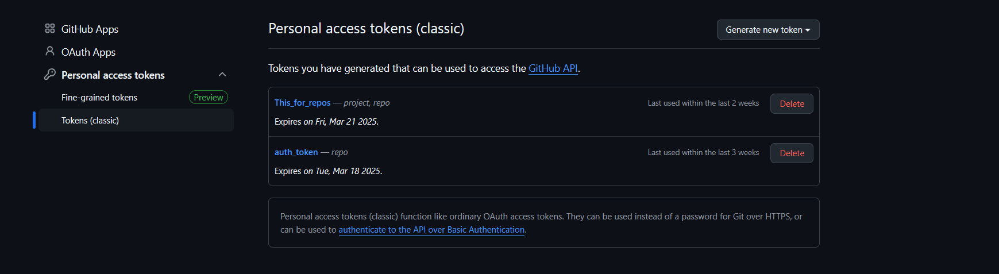 GitHub Apps
OAuth Apps
Personal access tokens
Fine-grained tokens Preview
Tokens (classic)
Personal access tokens (classic)
Generate new token
Tokens you have generated that can be used to access the GitHub API.
This_for_repos — project, repo
Last used within the last 2 weeks
Delete
Expires on Fri, Mar 21 2025.
auth_token — repo
Last used within the last 3 weeks
Delete
Expires on Tue, Mar 18 2025.
Personal access tokens (classic) function like ordinary OAuth access tokens. They can be used instead of a password for Git over HTTPS, or
can be used to authenticate to the API over Basic Authentication.